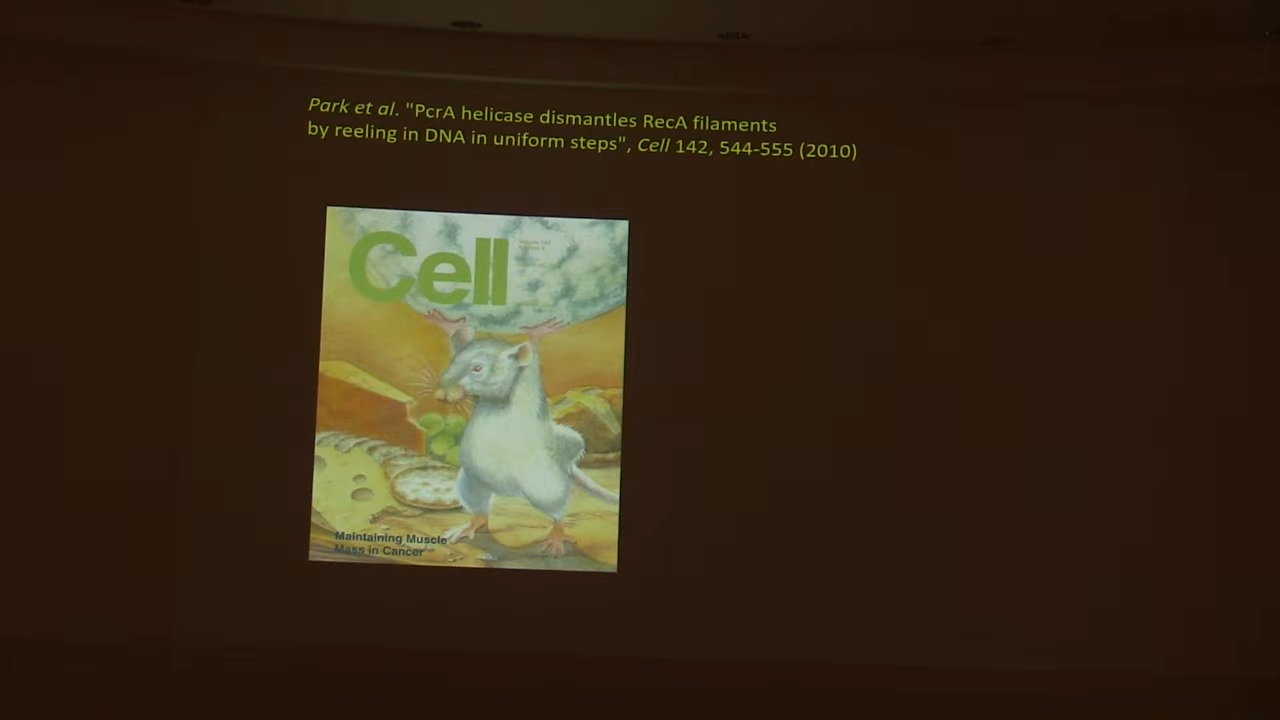 Park et al. "PcrA helicase dismantles RecA filaments
by reeling in DNA in uniform steps", Cell 142, 544-555 (2010)
Cell
Maintaining Muscle
Mass in Cancer